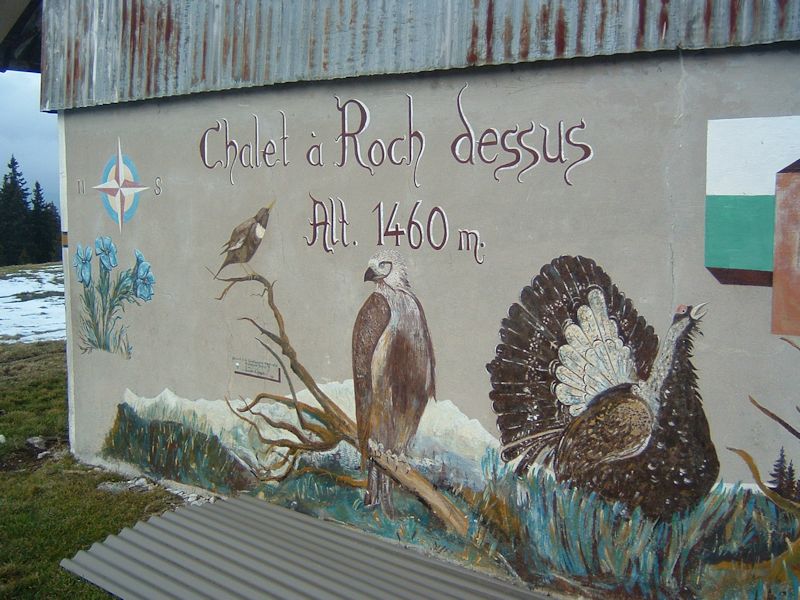 Chalet à Roch dessus
Alt. 1460 m.
N S